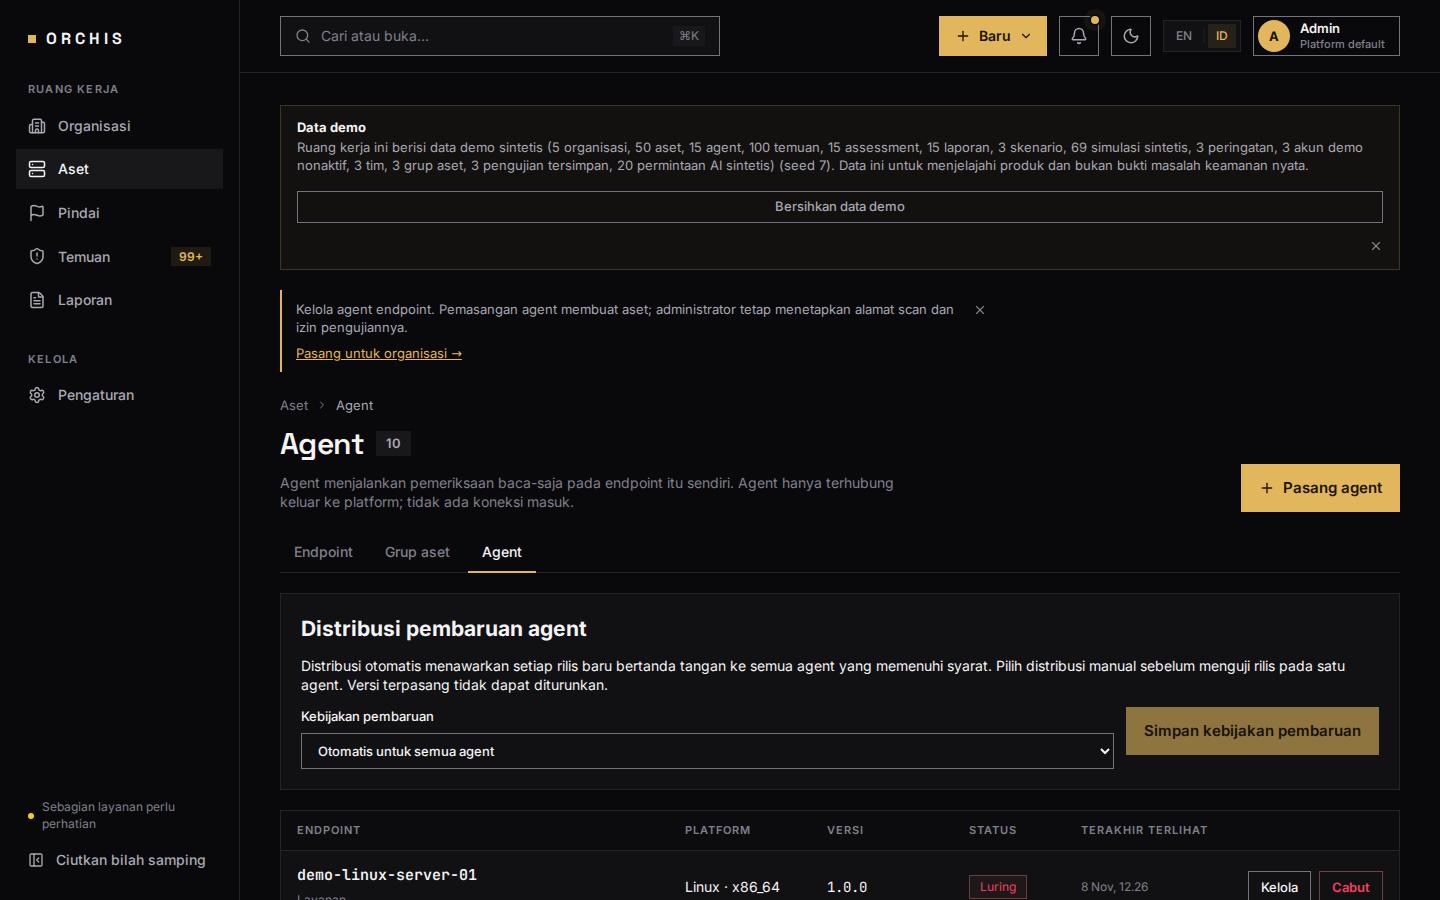 ORCHIS
Cari atau buka...
⌘K
Baru
EN
ID
A
Admin
Platform default
RUANG KERJA
Organisasi
Aset
Pindai
Temuan
99+
Laporan
KELOLA
Pengaturan
Sebagian layanan perlu
perhatian
Ciutkan bilah samping
Data demo
Ruang kerja ini berisi data demo sintetis (5 organisasi, 50 aset, 15 agent, 100 temuan, 15 assessment, 15 laporan, 3 skenario, 69 simulasi sintetis, 3 peringatan, 3 akun demo
nonaktif, 3 tim, 3 grup aset, 3 pengujian tersimpan, 20 permintaan AI sintetis) (seed 7). Data ini untuk menjelajahi produk dan bukan bukti masalah keamanan nyata.
Bersihkan data demo
Kelola agent endpoint. Pemasangan agent membuat aset; administrator tetap menetapkan alamat scan dan
izin pengujiannya.
Pasang untuk organisasi →
Aset
Agent
Agent
10
Agent menjalankan pemeriksaan baca-saja pada endpoint itu sendiri. Agent hanya terhubung
keluar ke platform; tidak ada koneksi masuk.
Pasang agent
Endpoint
Grup aset
Agent
Distribusi pembaruan agent
Distribusi otomatis menawarkan setiap rilis baru bertanda tangan ke semua agent yang memenuhi syarat. Pilih distribusi manual sebelum menguji rilis pada satu
agent. Versi terpasang tidak dapat diturunkan.
Kebijakan pembaruan
Otomatis untuk semua agent
Simpan kebijakan pembaruan
ENDPOINT
PLATFORM
VERSI
STATUS
TERAKHIR TERLIHAT
demo-linux-server-01
Layanan
Linux · x86_64
1.0.0
Luring
8 Nov, 12.26
Kelola
Cabut